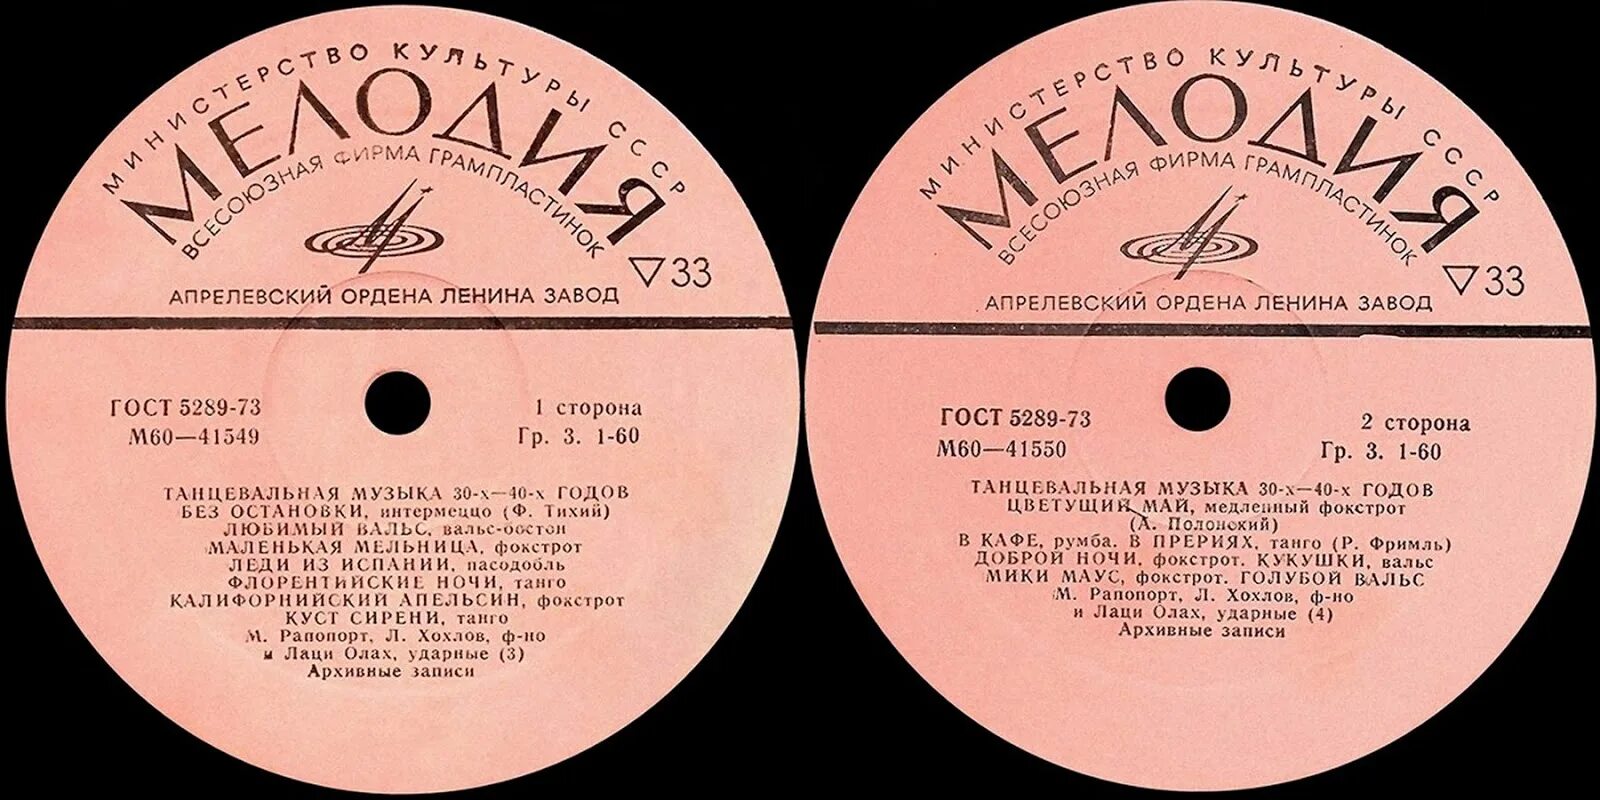 МИНИСТЕРСТВО КУЛЬТУРЫ СССР
МЕЛОДИЯ
ВСЕСОЮЗНАЯ ФИРМА ГРАМПЛАСТИНОК
▽33
АПРЕЛЕВСКИЙ ОРДЕНА ЛЕНИНА ЗАВОД
ГОСТ 5289-73
М60—41549
1 сторона
Гр. 3. 1-60
ТАНЦЕВАЛЬНАЯ МУЗЫКА 30-х—40-х ГОДОВ
БЕЗ ОСТАНОВКИ, интермеццо (Ф. Тихий)
ЛЮБИМЫЙ ВАЛЬС, вальс-бостон
МАЛЕНЬКАЯ МЕЛЬНИЦА, фокстрот
ЛЕДИ ИЗ ИСПАНИИ, пасодобль
ФЛОРЕНТИЙСКИЕ НОЧИ, танго
КАЛИФОРНИЙСКИЙ АПЕЛЬСИН, фокстрот
КУСТ СИРЕНИ, танго
М. Рапопорт, Л. Хохлов, ф-но
и Лаци Олах, ударные (3)
Архивные записи
МИНИСТЕРСТВО КУЛЬТУРЫ СССР
МЕЛОДИЯ
ВСЕСОЮЗНАЯ ФИРМА ГРАМПЛАСТИНОК
▽33
АПРЕЛЕВСКИЙ ОРДЕНА ЛЕНИНА ЗАВОД
ГОСТ 5289-73
М60—41550
2 сторона
Гр. 3. 1-60
ТАНЦЕВАЛЬНАЯ МУЗЫКА 30-х—40-х ГОДОВ
ЦВЕТУЩИЙ МАЙ, медленный фокстрот
(А. Полонский)
В КАФЕ, румба. В ПРЕРИЯХ, танго (Р. Фримль)
ДОБРОЙ НОЧИ, фокстрот. КУКУШКИ, вальс
МИКИ МАУС, фокстрот. ГОЛУБОЙ ВАЛЬС
М. Рапопорт, Л. Хохлов, ф-но
и Лаци Олах, ударные (4)
Архивные записи